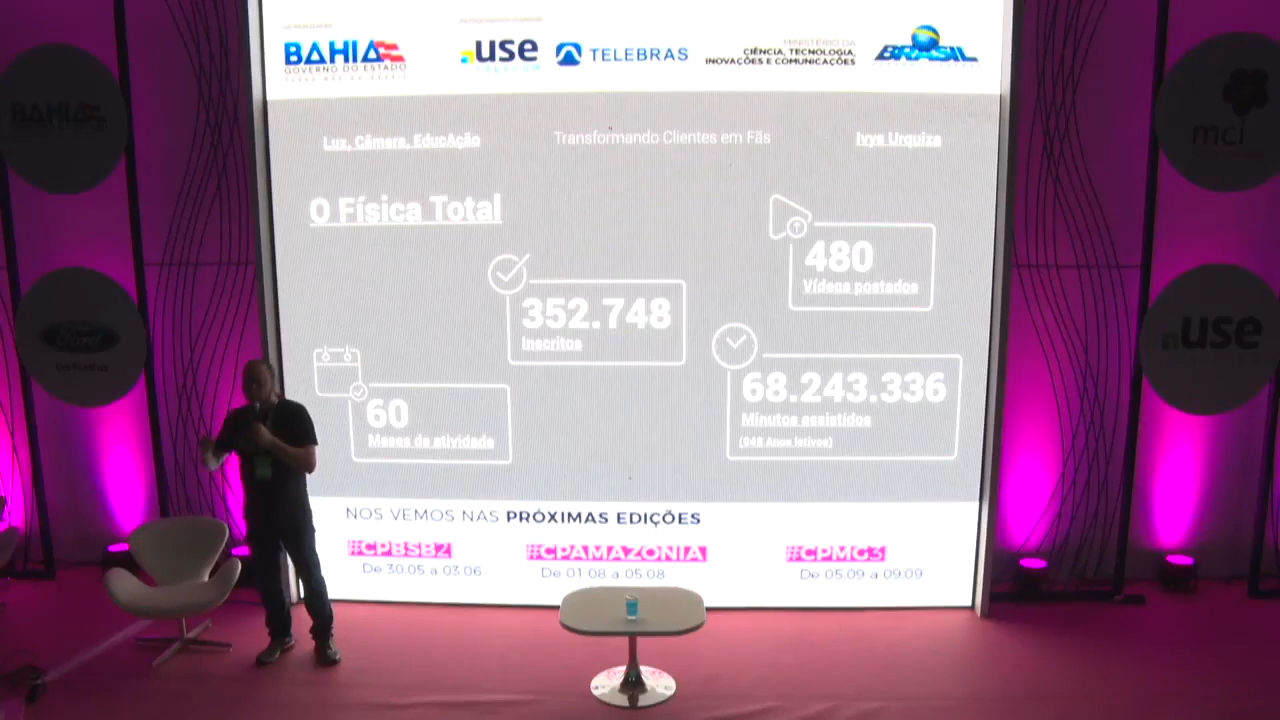 BAHIA
GOVERNO DO ESTADO
USE
TELECOM
TELEBRAS
MINISTÉRIO DA
CIÊNCIA, TECNOLOGIA,
INOVAÇÕES E COMUNICAÇÕES
BRASIL
BAHIA
mci
Luz, Câmera, EducAção
Transformando Clientes em Fãs
Ivys Urquiza
O Física Total
480
Vídeos postados
352.748
Inscritos
Ford
USE
68.243.336
Minutos assistidos
(948 Anos letivos)
60
Meses de atividade
NOS VEMOS NAS PRÓXIMAS EDIÇÕES
#CPBSB2
#CPAMAZONIA
#CPMG3
De 30.05 a 03.06
De 01.08 a 05.08
De 05.09 a 09.09